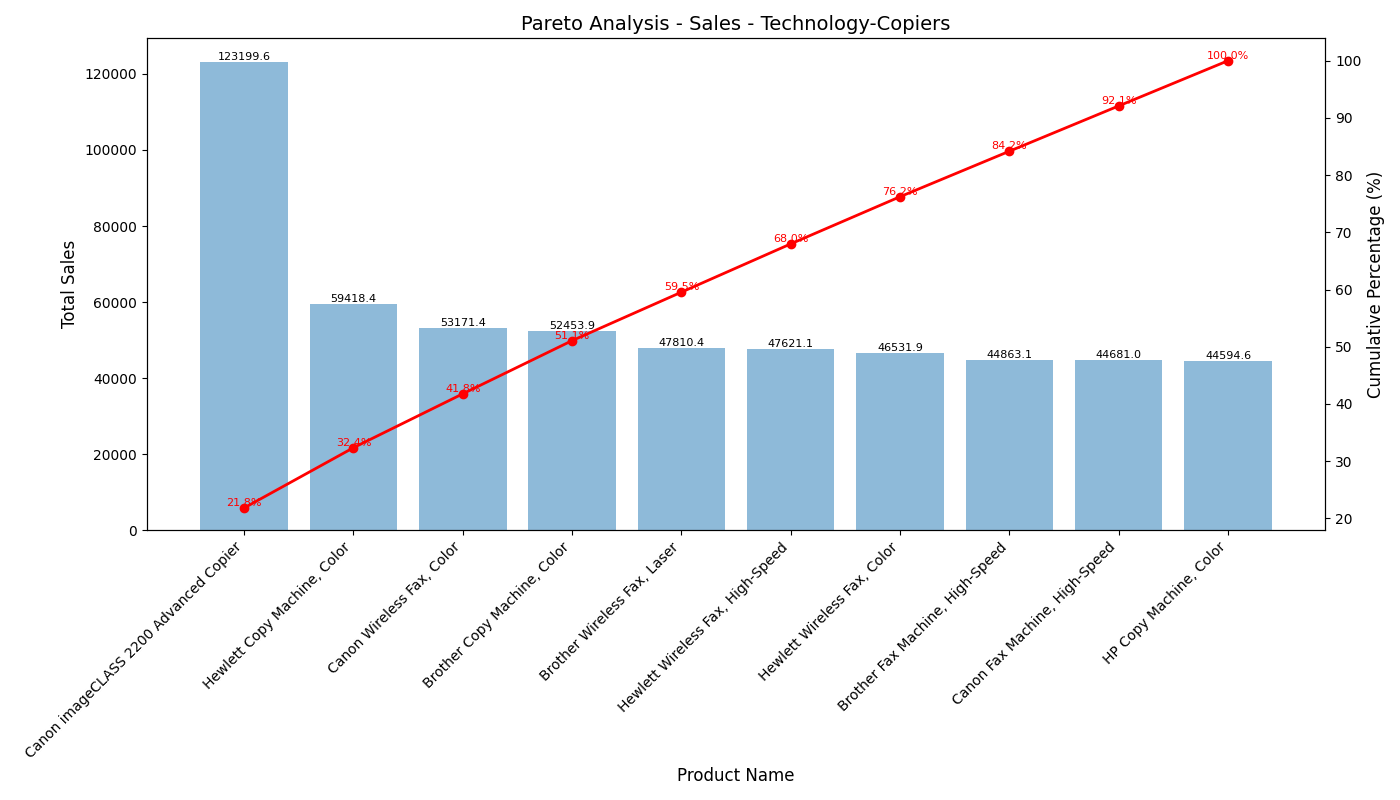 Pareto Analysis - Sales - Technology-Copiers
Total Sales
120000
100000
80000
60000
40000
20000
0
123199.6
59418.4
53171.4
52453.9
47810.4
47621.1
46531.9
44863.1
44681.0
44594.6
21.8%
32.4%
41.8%
51.1%
59.5%
68.0%
76.2%
84.2%
92.1%
100.0%
100
90
80
70
60
50
40
30
20
Cumulative Percentage (%)
Canon imageCLASS 2200 Advanced Copier
Hewlett Copy Machine, Color
Canon Wireless Fax, Color
Brother Copy Machine, Color
Brother Wireless Fax, Laser
Hewlett Wireless Fax, High-Speed
Hewlett Wireless Fax, Color
Brother Fax Machine, High-Speed
Canon Fax Machine, High-Speed
HP Copy Machine, Color
Product Name